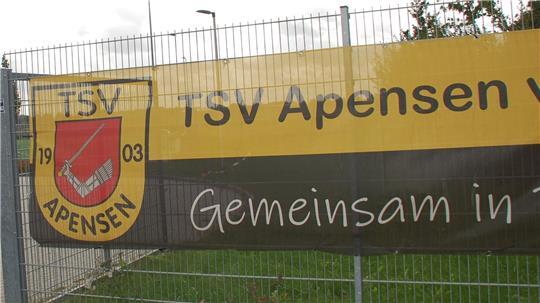 TSV
19 03
APENSEN
TSV Apensen
Gemeinsam in